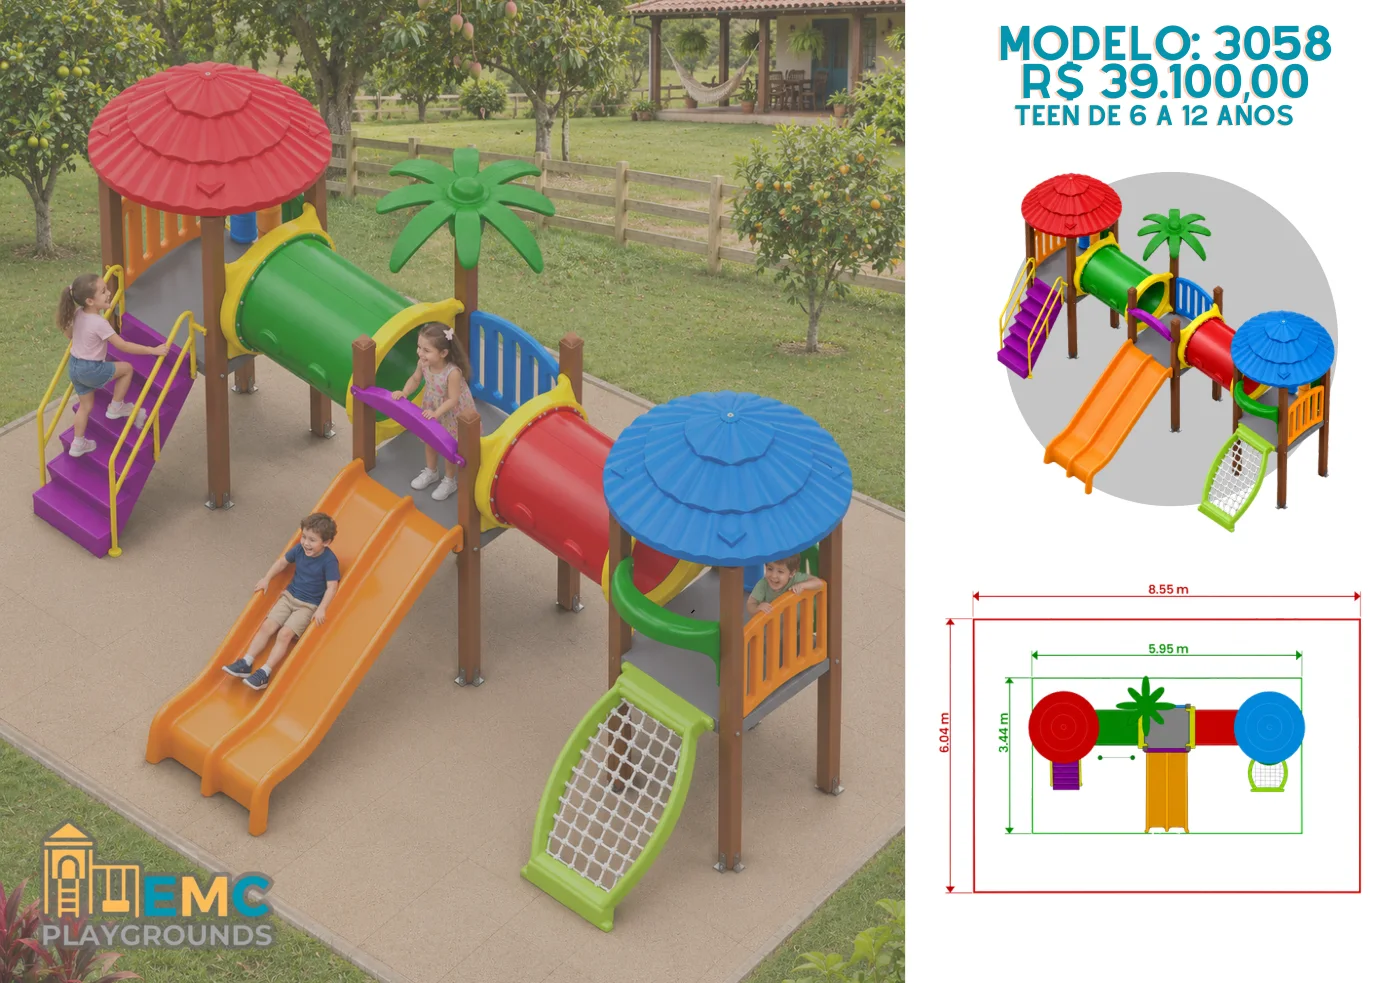 MODELO: 3058
R$ 39.100,00
TEEN DE 6 A 12 ANOS
8.55 m
5.95 m
6.04 m
3.44 m
EMC
PLAYGROUNDS